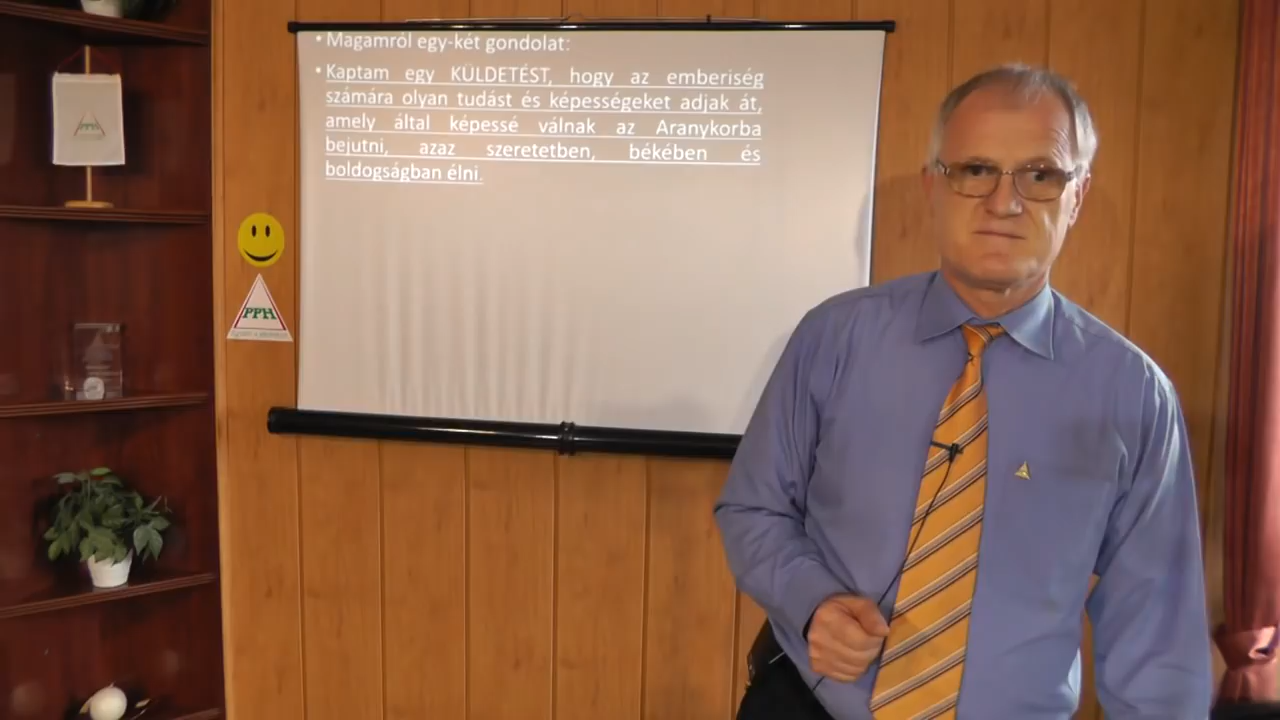 • Magamról egy-két gondolat:
• Kaptam egy KÜLDETÉST, hogy az emberiség
számára olyan tudást és képességeket adjak át,
amely által képessé válnak az Aranykorba
bejutni, azaz szeretetben, békében és
boldogságban élni.
PPH